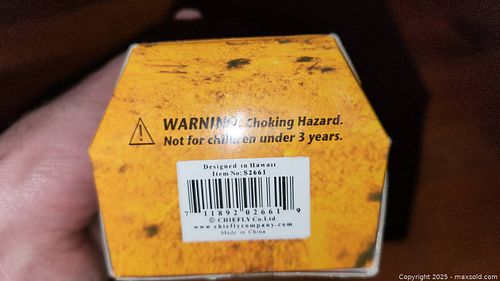 WARNING: Choking Hazard.
Not for children under 3 years.
Designed in Hawaii
Item No: S2661
7 11892 02661 9
© CHIEFLY Co.Ltd
www.chieflycompany.com
Made in China
Copyright © 2025 - maxsold.com